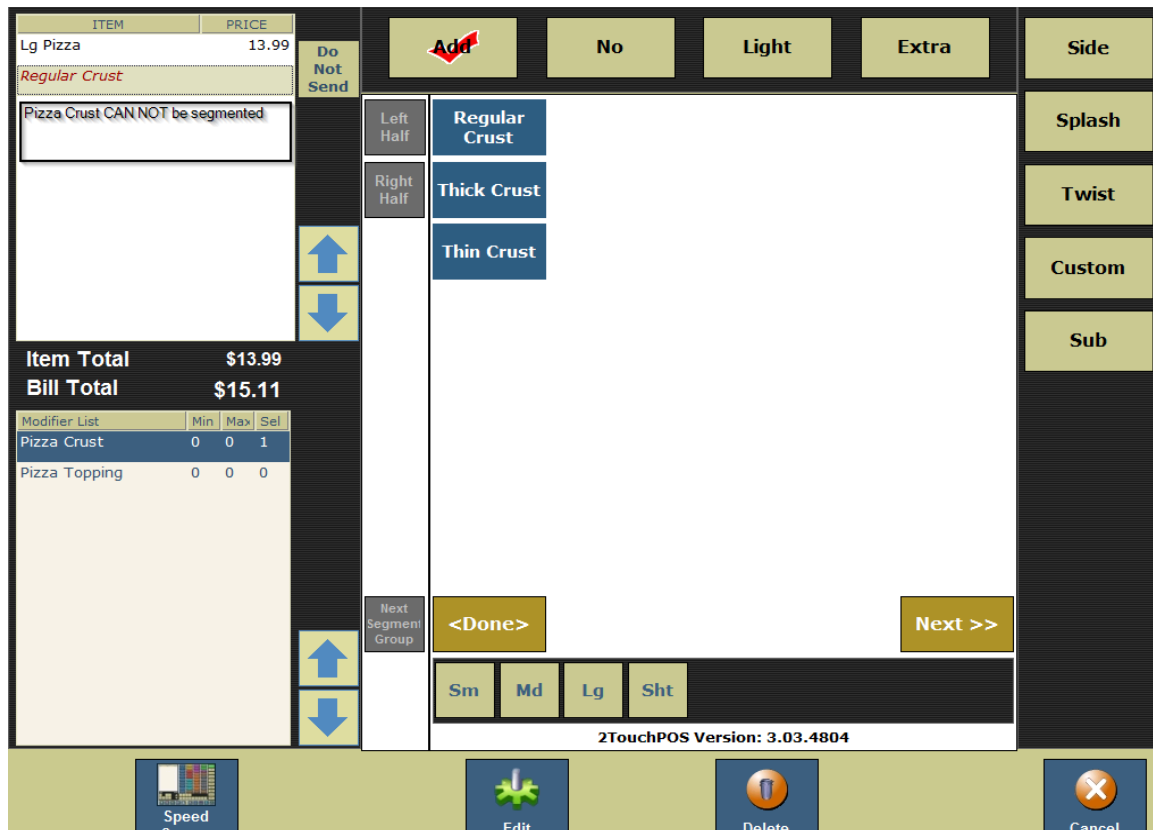 ITEM PRICE
Lg Pizza 13.99
Regular Crust
Pizza Crust CAN NOT be segmented
Do
Not
Send
Item Total $13.99
Bill Total $15.11
Modifier List Min Max Sel
Pizza Crust 0 0 1
Pizza Topping 0 0 0
Add No Light Extra
Left
Half
Right
Half
Next
Segment
Group
Regular
Crust
Thick Crust
Thin Crust
<Done> Next >>
Sm Md Lg Sht
2TouchPOS Version: 3.03.4804
Side
Splash
Twist
Custom
Sub
Speed
Edit
Delete
Cancel